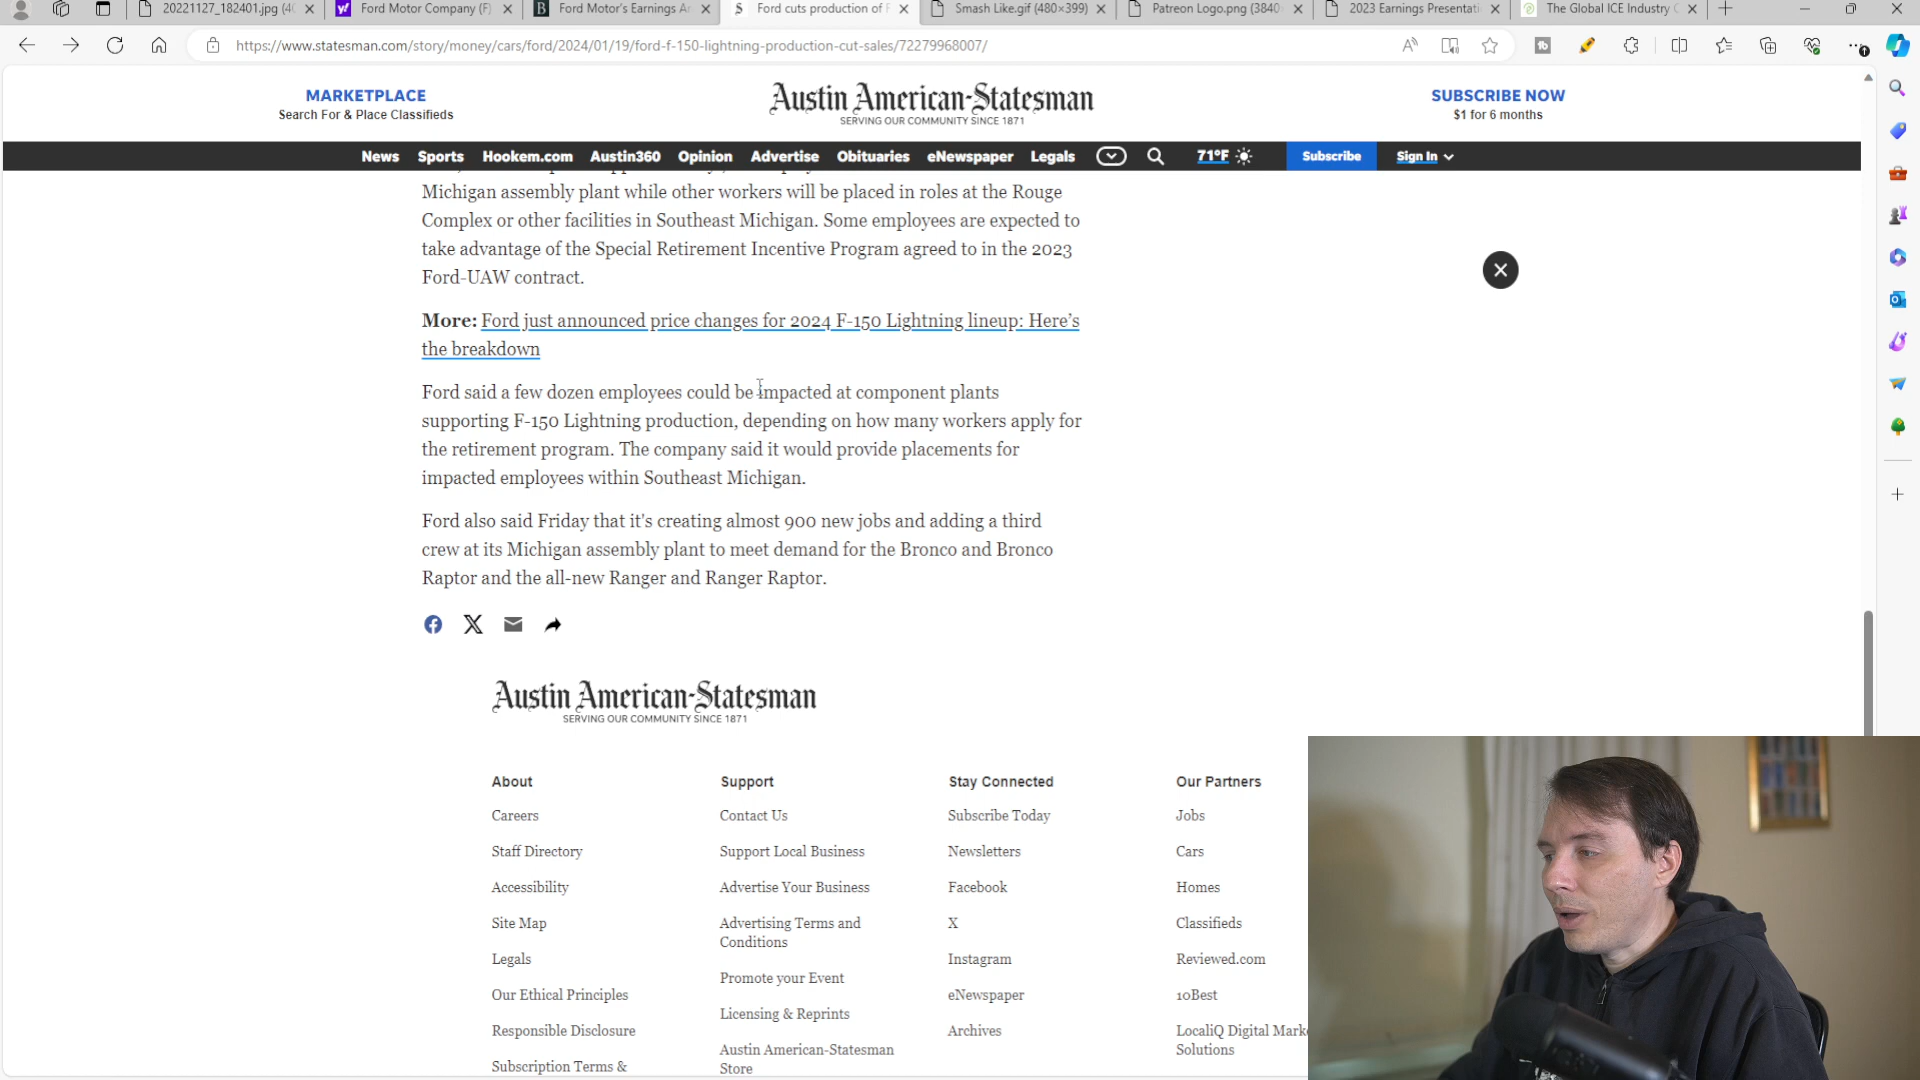 20221127_182401.jpg (4(
Ford Motor Company (F)
Ford Motor's Earnings A
Ford cuts production of F
Smash Like.gif (480×399)
Patreon Logo.png (3840
2023 Earnings Presentati
The Global ICE Industry
https://www.statesman.com/story/money/cars/ford/2024/01/19/ford-f-150-lightning-production-cut-sales/72279968007/
MARKETPLACE
Search For & Place Classifieds
Austin American-Statesman
SERVING OUR COMMUNITY SINCE 1871
SUBSCRIBE NOW
$1 for 6 months
News Sports Hookem.com Austin360 Opinion Advertise Obituaries eNewspaper Legals 71°F Subscribe Sign In
Michigan assembly plant while other workers will be placed in roles at the Rouge
Complex or other facilities in Southeast Michigan. Some employees are expected to
take advantage of the Special Retirement Incentive Program agreed to in the 2023
Ford-UAW contract.
More: Ford just announced price changes for 2024 F-150 Lightning lineup: Here's
the breakdown
Ford said a few dozen employees could be impacted at component plants
supporting F-150 Lightning production, depending on how many workers apply for
the retirement program. The company said it would provide placements for
impacted employees within Southeast Michigan.
Ford also said Friday that it's creating almost 900 new jobs and adding a third
crew at its Michigan assembly plant to meet demand for the Bronco and Bronco
Raptor and the all-new Ranger and Ranger Raptor.
Austin American-Statesman
SERVING OUR COMMUNITY SINCE 1871
About
Careers
Staff Directory
Accessibility
Site Map
Legals
Our Ethical Principles
Responsible Disclosure
Subscription Terms &
Support
Contact Us
Support Local Business
Advertise Your Business
Advertising Terms and
Conditions
Promote your Event
Licensing & Reprints
Austin American-Statesman
Store
Stay Connected
Subscribe Today
Newsletters
Facebook
X
Instagram
eNewspaper
Archives
Our Partners
Jobs
Cars
Homes
Classifieds
Reviewed.com
10Best
LocaliQ Digital Mark
Solutions